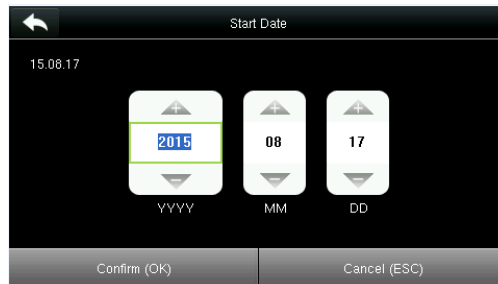 Start Date
15.08.17
2015 08 17
YYYY MM DD
Confirm (OK) Cancel (ESC)